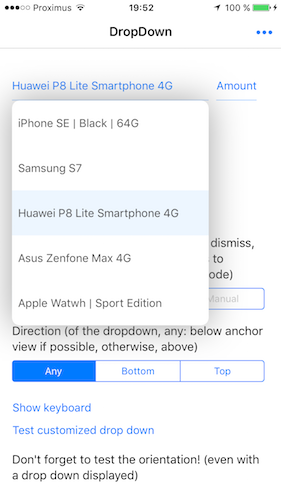 Proximus 19:52 100 %
DropDown
Huawei P8 Lite Smartphone 4G Amount
iPhone SE | Black | 64G
Samsung S7
Huawei P8 Lite Smartphone 4G
dismiss,
to
Asus Zenfone Max 4G
ode)
Apple Watwh | Sport Edition Manual
Direction (of the dropdown, any: below anchor
view if possible, otherwise, above)
Any Bottom Top
Show keyboard
Test customized drop down
Don't forget to test the orientation! (even with
a drop down displayed)